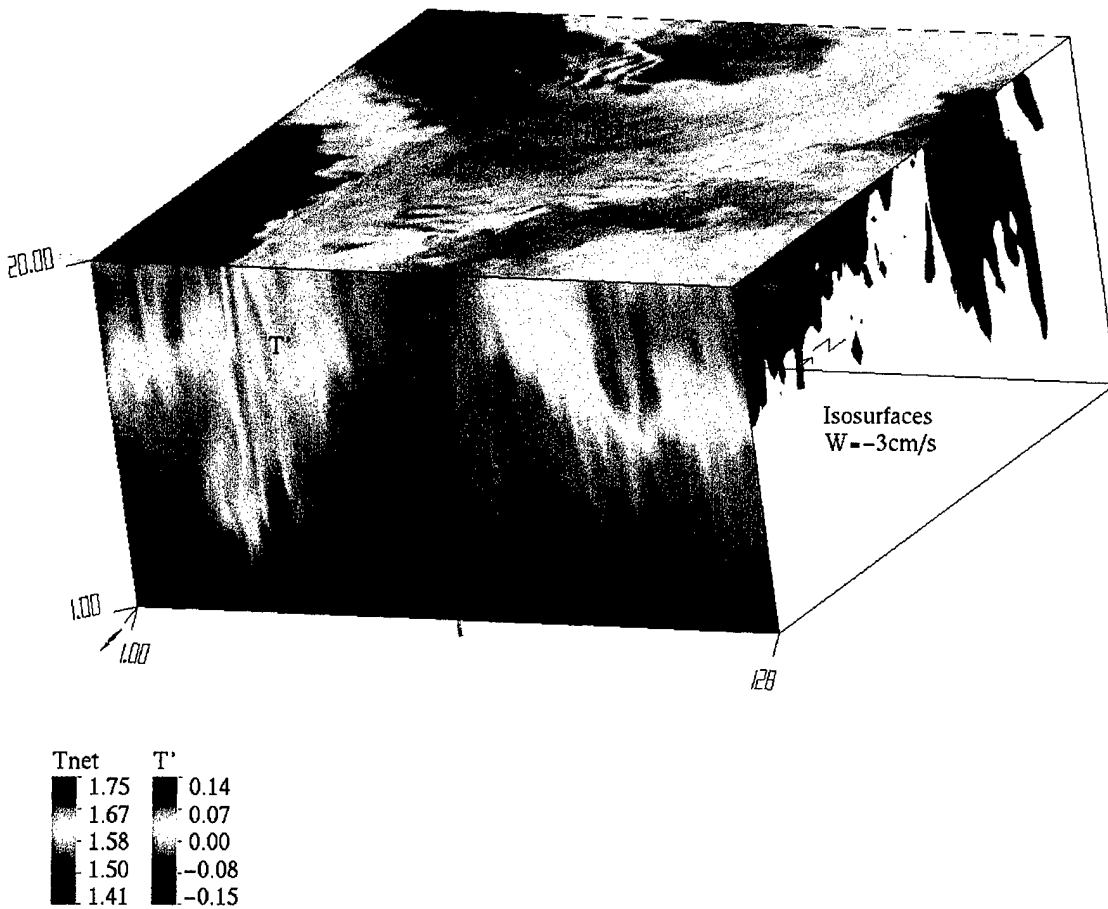 20.00
T'
Isosurfaces
W=-3cm/s
1.00
1.00
128
Tnet T'
1.75 0.14
1.67 0.07
1.58 0.00
1.50 -0.08
1.41 -0.15